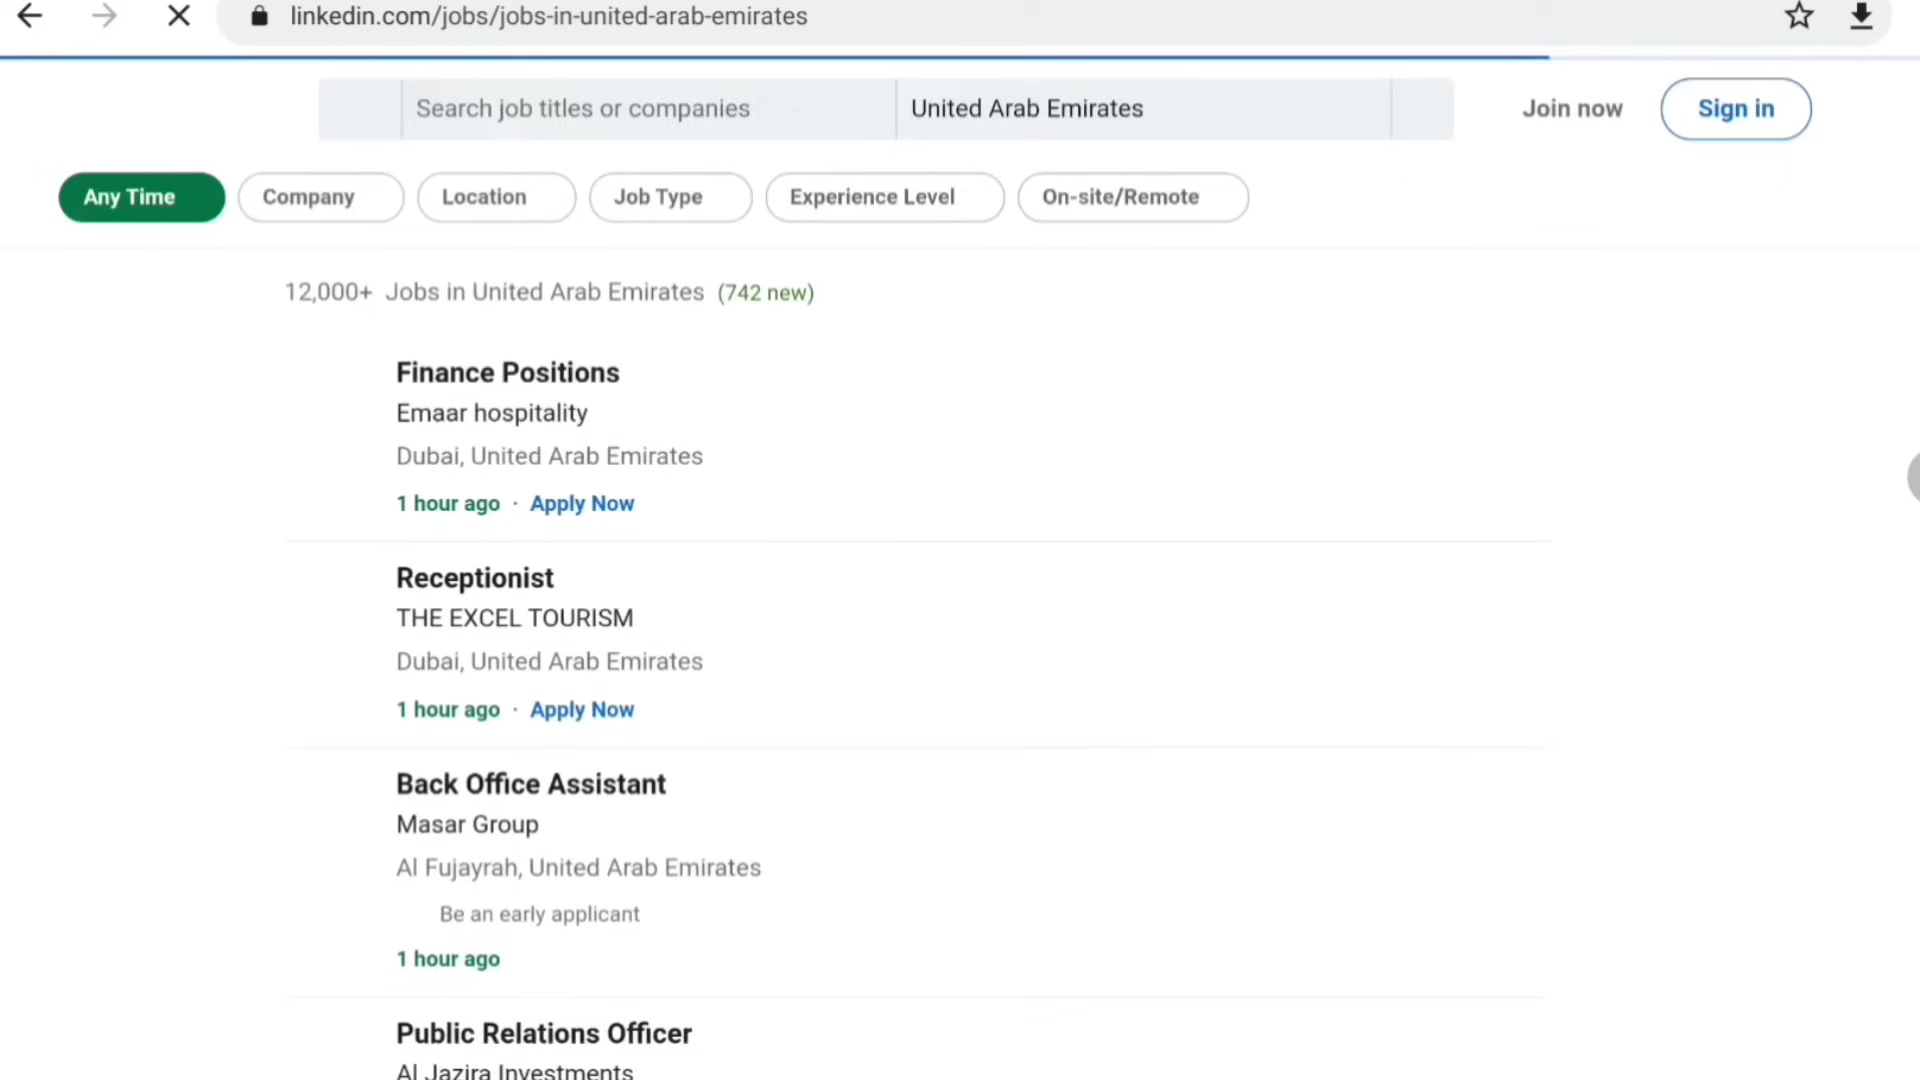 linkedin.com/jobs/jobs-in-united-arab-emirates
Search job titles or companies
United Arab Emirates
Join now
Sign in
Any Time
Company
Location
Job Type
Experience Level
On-site/Remote
12,000+ Jobs in United Arab Emirates (742 new)
Finance Positions
Emaar hospitality
Dubai, United Arab Emirates
1 hour ago · Apply Now
Receptionist
THE EXCEL TOURISM
Dubai, United Arab Emirates
1 hour ago · Apply Now
Back Office Assistant
Masar Group
Al Fujayrah, United Arab Emirates
Be an early applicant
1 hour ago
Public Relations Officer
Al Jazira Investments